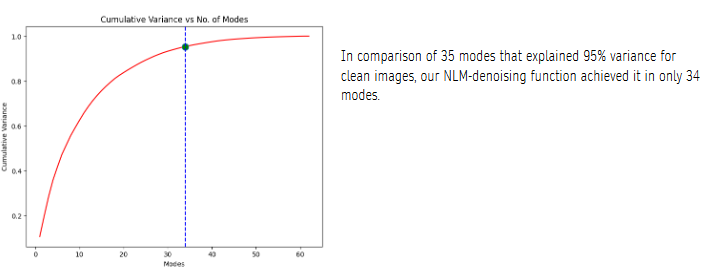 Cumulative Variance vs No. of Modes
In comparison of 35 modes that explained 95% variance for
clean images, our NLM-denoising function achieved it in only 34
modes.
Cumulative Variance
1.0
0.8
0.6
0.4
0.2
0 10 20 30 40 50 60
Modes